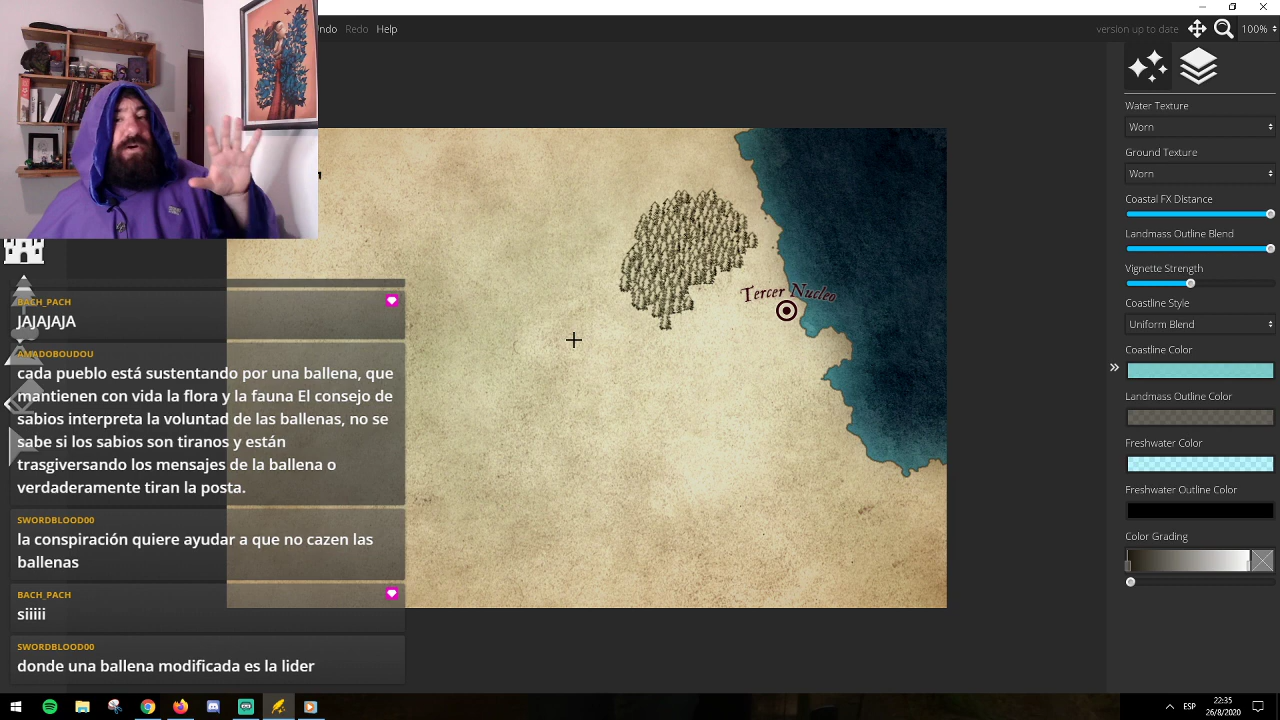 ndo Redo Help
version up to date 100%
Water Texture
Worn
Ground Texture
Worn
Coastal FX Distance
Landmass Outline Blend
Vignette Strength
Coastline Style
Uniform Blend
Coastline Color
Landmass Outline Color
Freshwater Color
Freshwater Outline Color
Color Grading
Tercer Nucleo
BACH_PACH
JAJAJAJA
AMADOBOUDOU
cada pueblo está sustentando por una ballena, que
mantienen con vida la flora y la fauna El consejo de
sabios interpreta la voluntad de las ballenas, no se
sabe si los sabios son tiranos y están
trasgiversando los mensajes de la ballena o
verdaderamente tiran la posta.
SWORDBLOOD00
la conspiración quiere ayudar a que no cazen las
ballenas
BACH_PACH
siiiii
SWORDBLOOD00
donde una ballena modificada es la lider
ESP
22:35
26/8/2020